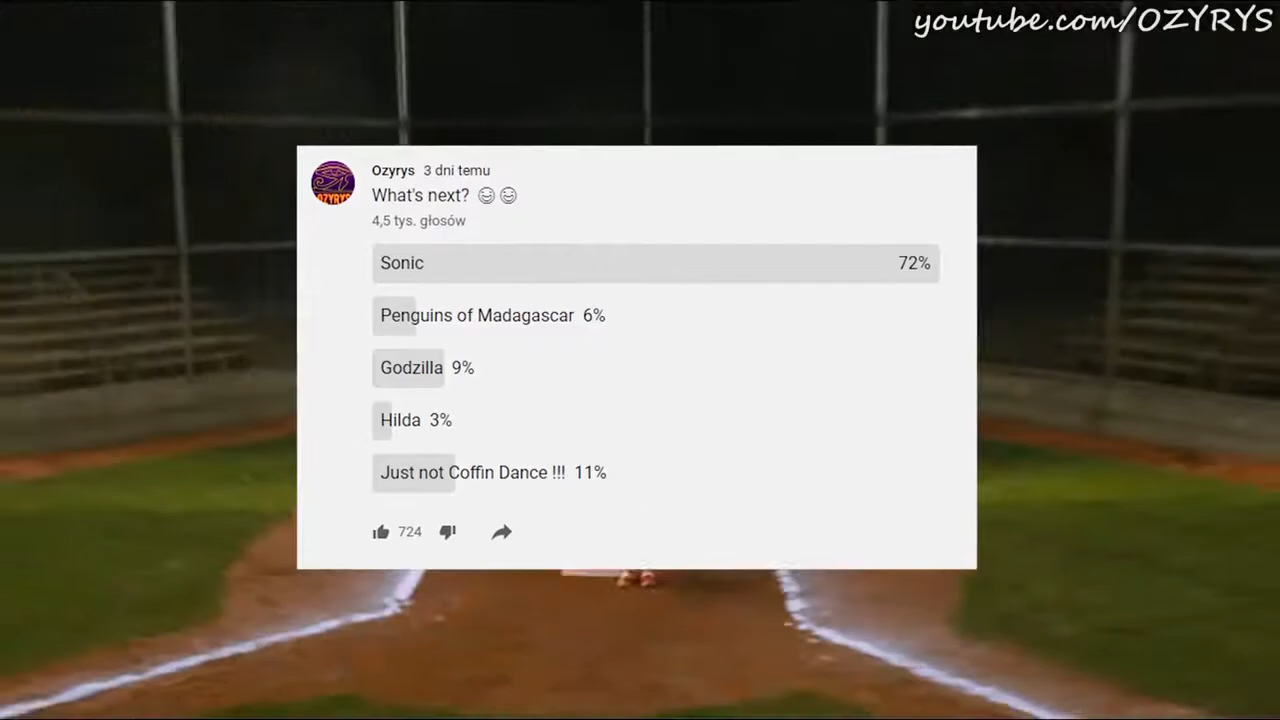 youtube.com/OZYRYS
Ozyrys 3 dni temu
What's next?
4,5 tys. głosów
Sonic 72%
Penguins of Madagascar 6%
Godzilla 9%
Hilda 3%
Just not Coffin Dance !!! 11%
724
OZYRYS